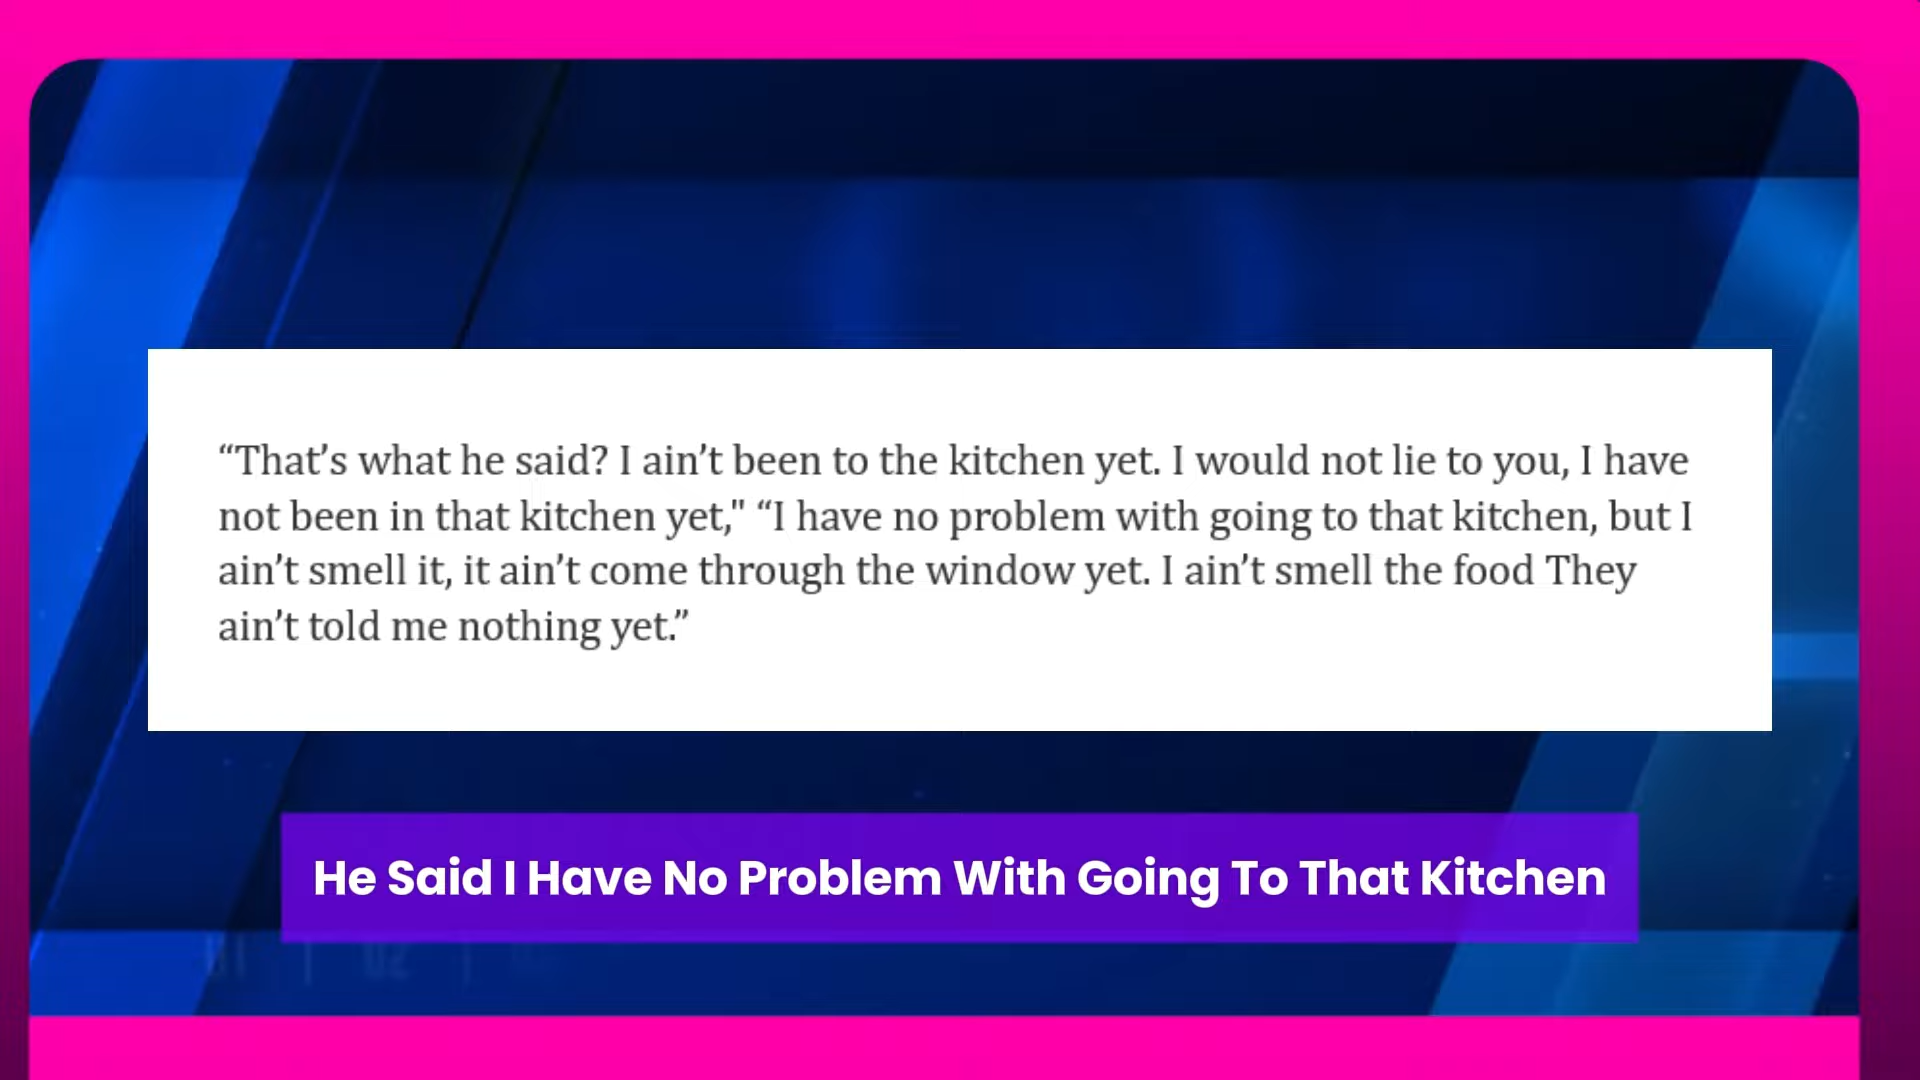 “That’s what he said? I ain’t been to the kitchen yet. I would not lie to you, I have
not been in that kitchen yet," “I have no problem with going to that kitchen, but I
ain’t smell it, it ain’t come through the window yet. I ain’t smell the food They
ain’t told me nothing yet.”
He Said I Have No Problem With Going To That Kitchen